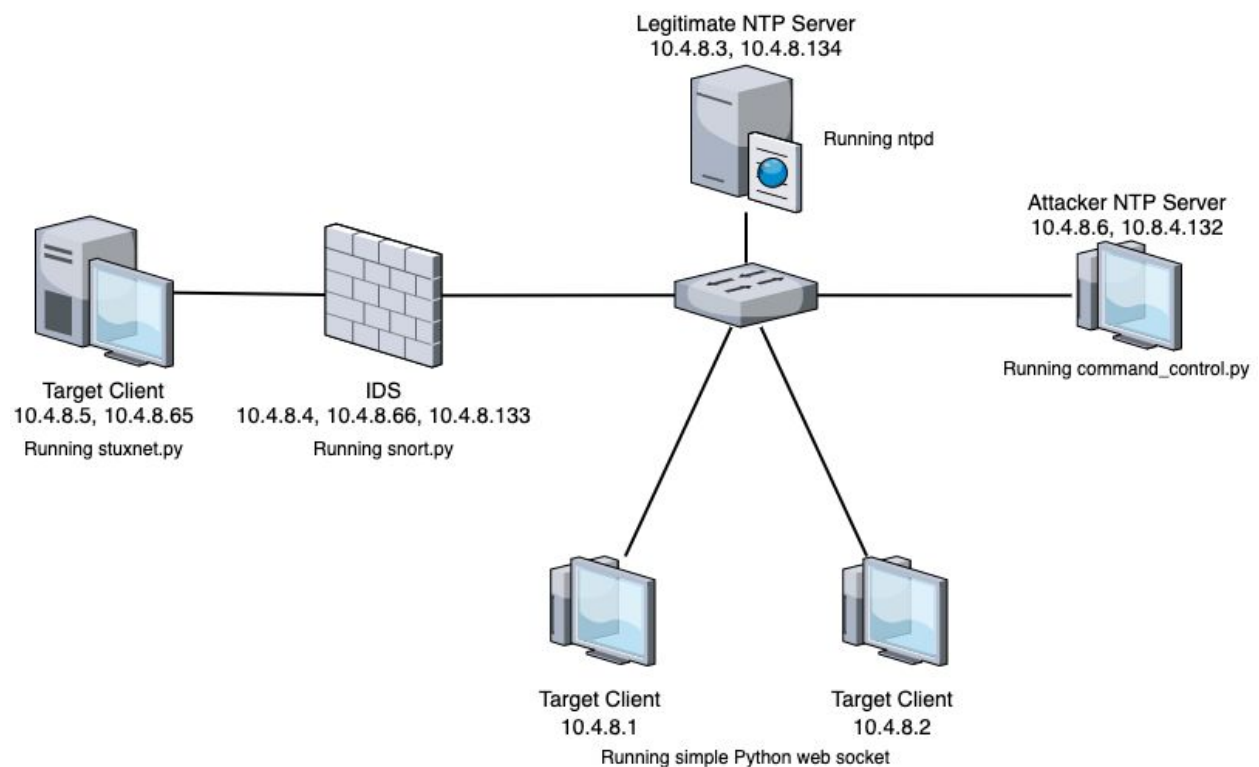 Legitimate NTP Server
10.4.8.3, 10.4.8.134
Running ntpd
Attacker NTP Server
10.4.8.6, 10.8.4.132
Running command_control.py
Target Client
10.4.8.5, 10.4.8.65
Running stuxnet.py
IDS
10.4.8.4, 10.4.8.66, 10.4.8.133
Running snort.py
Target Client
10.4.8.1
Target Client
10.4.8.2
Running simple Python web socket